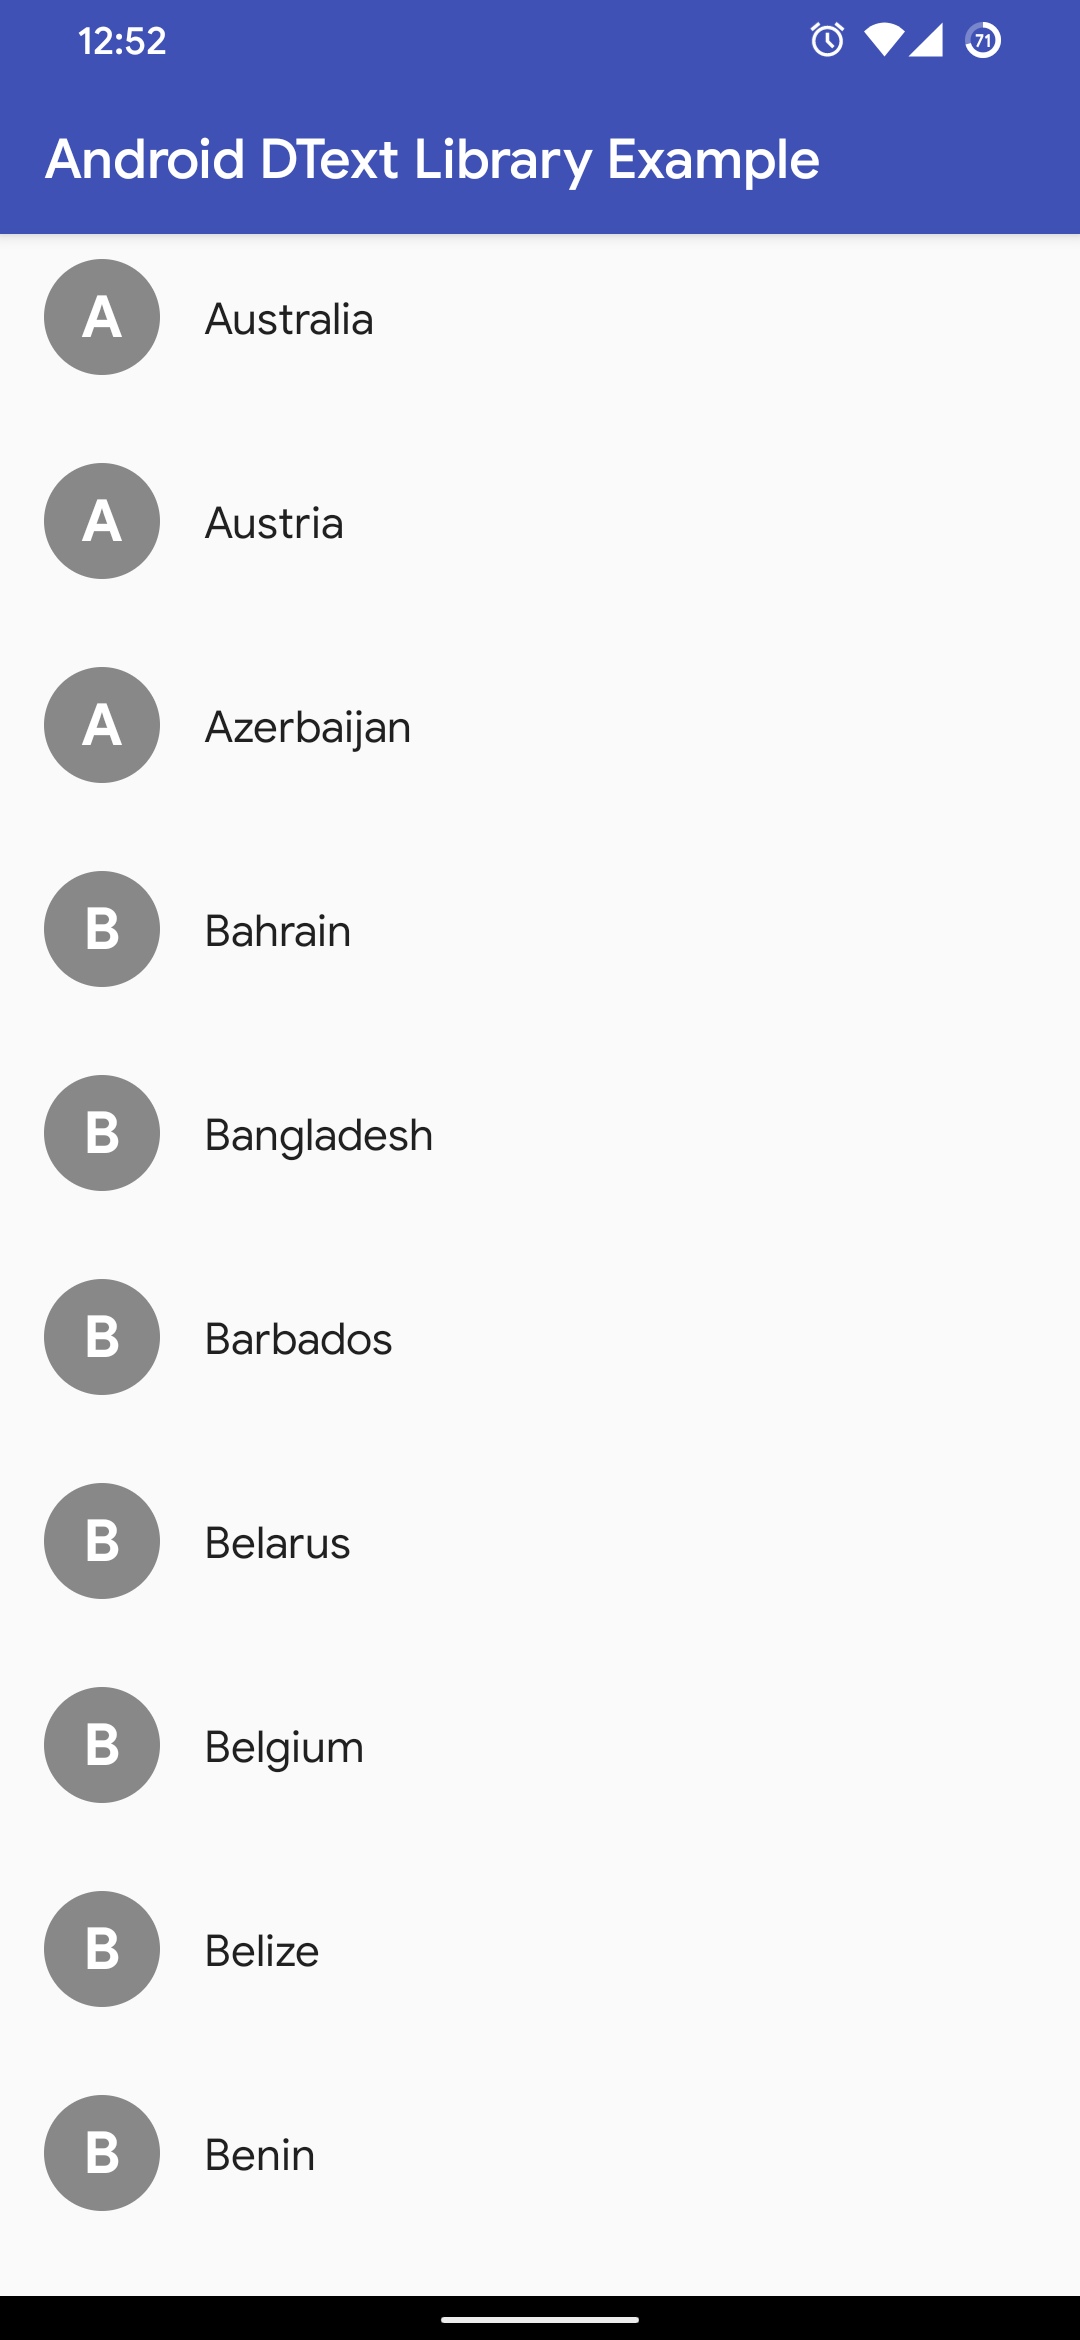 12:52 71
Android DText Library Example
A Australia
A Austria
A Azerbaijan
B Bahrain
B Bangladesh
B Barbados
B Belarus
B Belgium
B Belize
B Benin